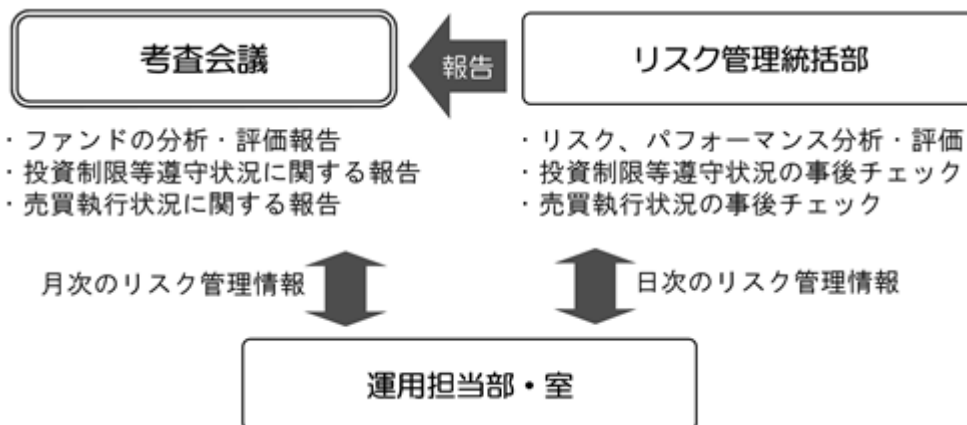 考査会議
報告
リスク管理統括部
・ファンドの分析・評価報告
・投資制限等遵守状況に関する報告
・売買執行状況に関する報告
・リスク、パフォーマンス分析・評価
・投資制限等遵守状況の事後チェック
・売買執行状況の事後チェック
月次のリスク管理情報
日次のリスク管理情報
運用担当部・室